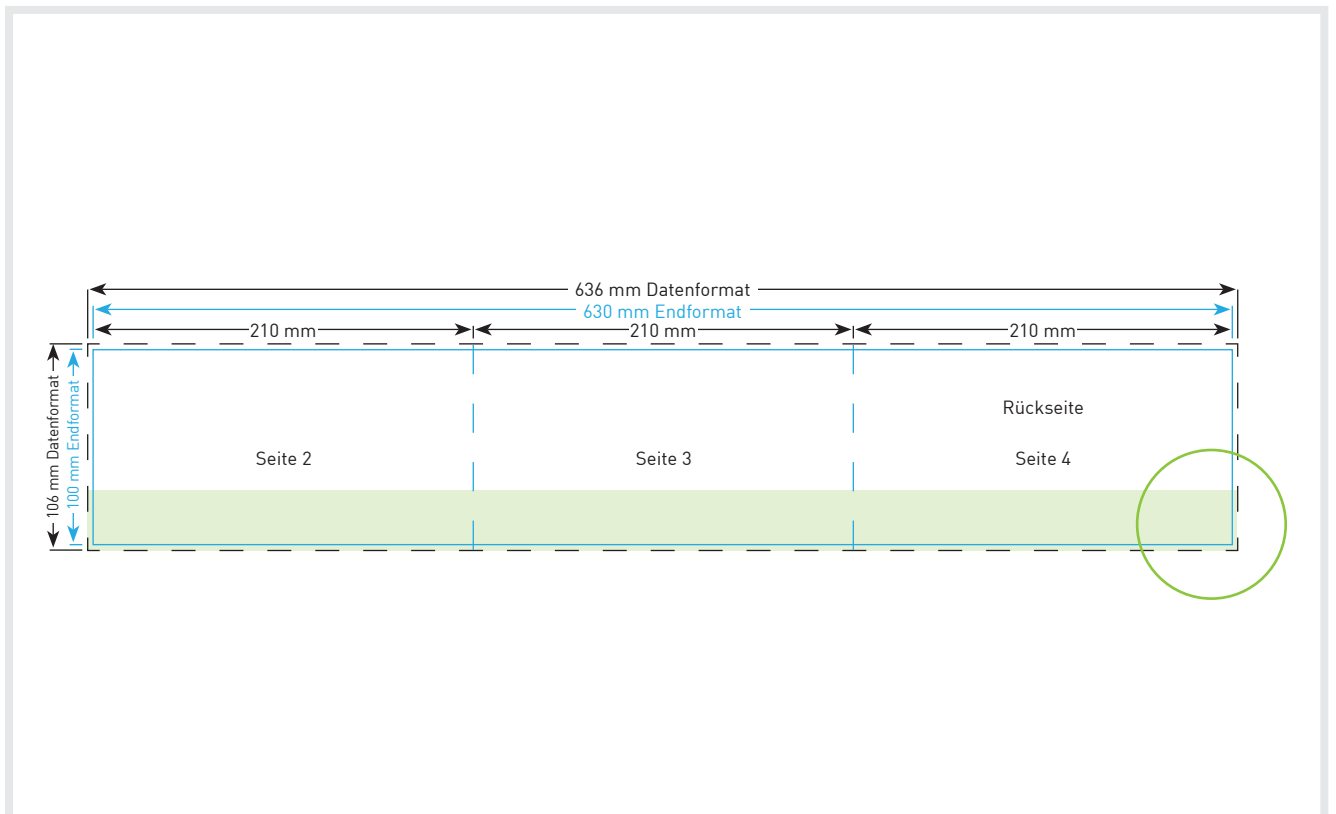 636 mm Datenformat
630 mm Endformat
210 mm
210 mm
210 mm
106 mm Datenformat
100 mm Endformat
Rückseite
Seite 2
Seite 3
Seite 4